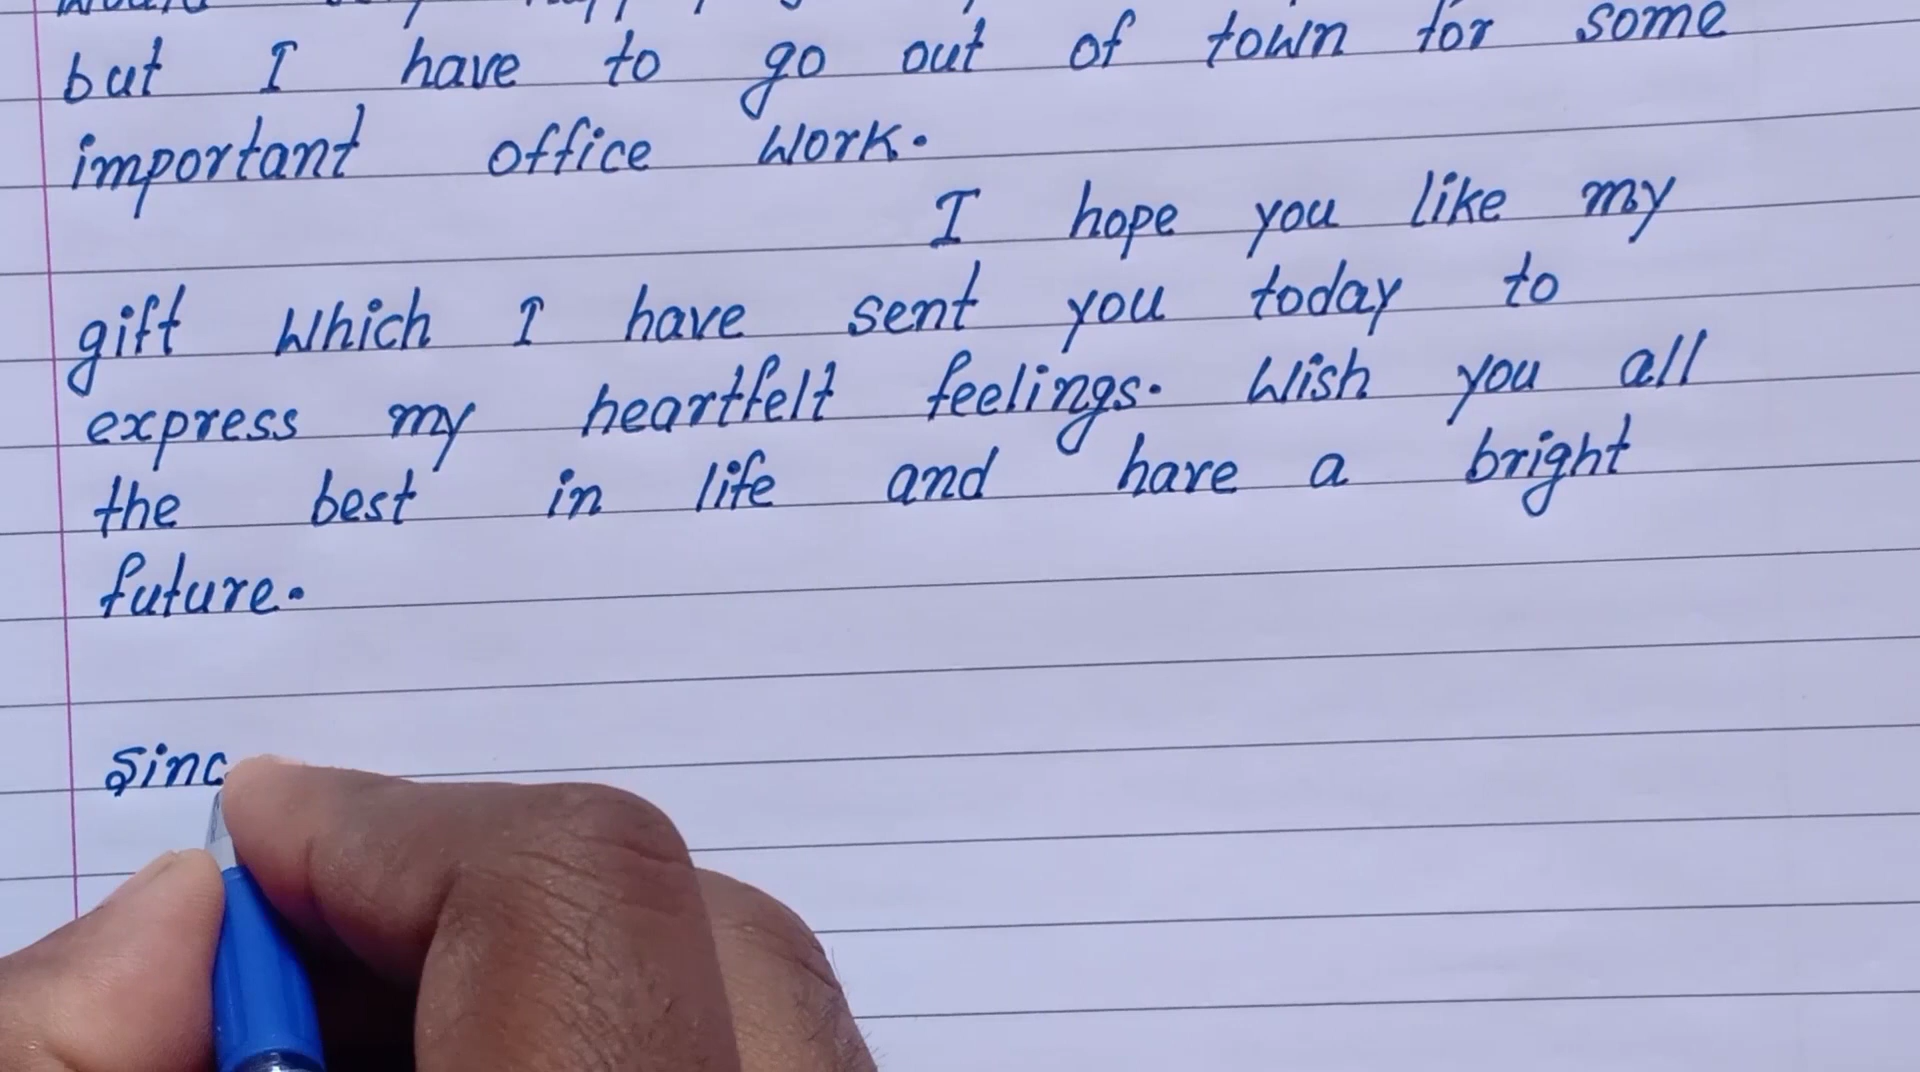 but I have to go out of town for some
important office work.
I hope you like my
gift which I have sent you today to
express my heartfelt feelings. Wish you all
the best in life and have a bright
future.
Sinc